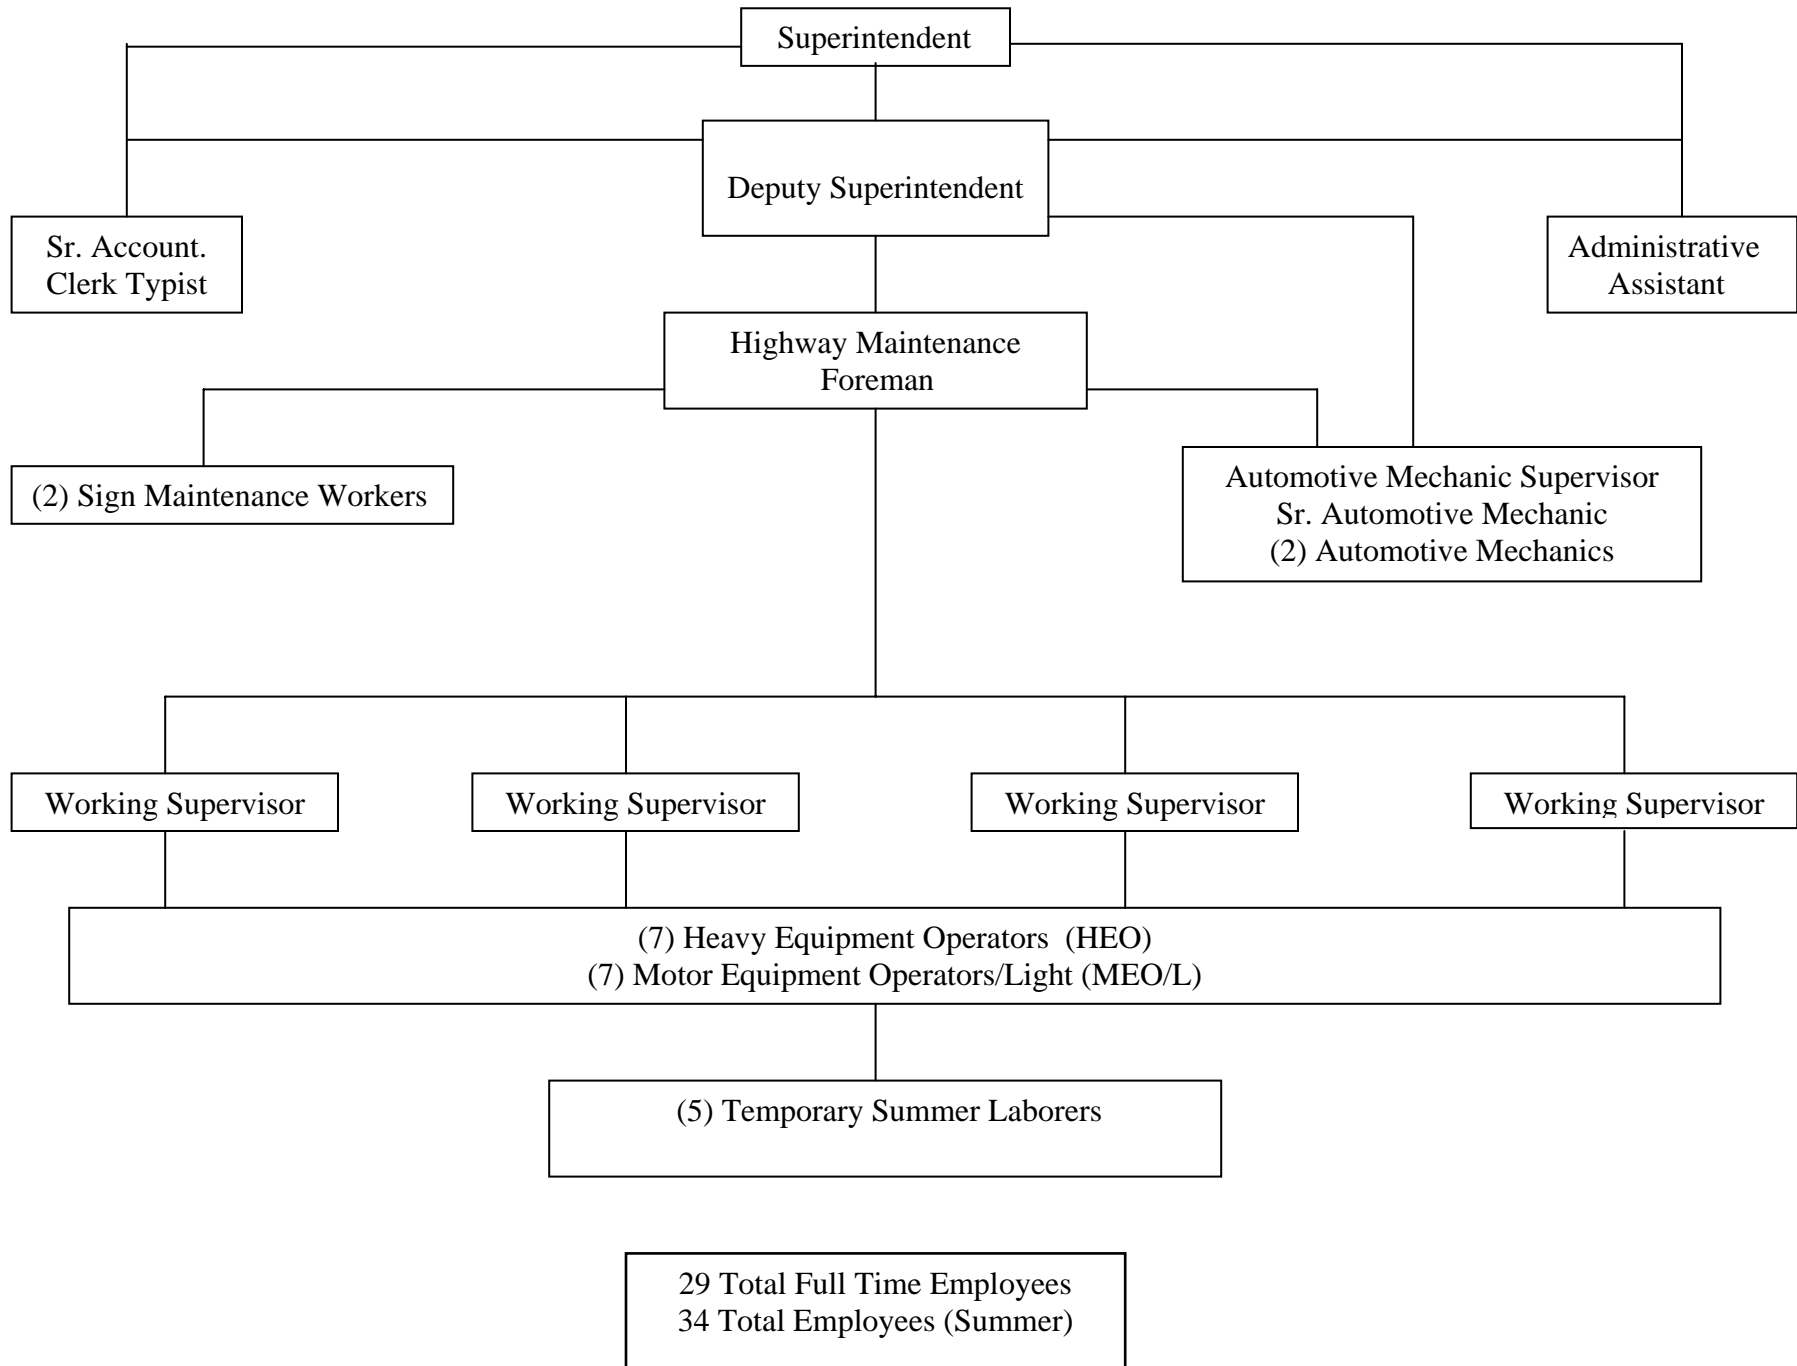 Superintendent
Deputy Superintendent
Sr. Account.
Clerk Typist
Administrative
Assistant
Highway Maintenance
Foreman
(2) Sign Maintenance Workers
Automotive Mechanic Supervisor
Sr. Automotive Mechanic
(2) Automotive Mechanics
Working Supervisor
Working Supervisor
Working Supervisor
Working Supervisor
(7) Heavy Equipment Operators (HEO)
(7) Motor Equipment Operators/Light (MEO/L)
(5) Temporary Summer Laborers
29 Total Full Time Employees
34 Total Employees (Summer)